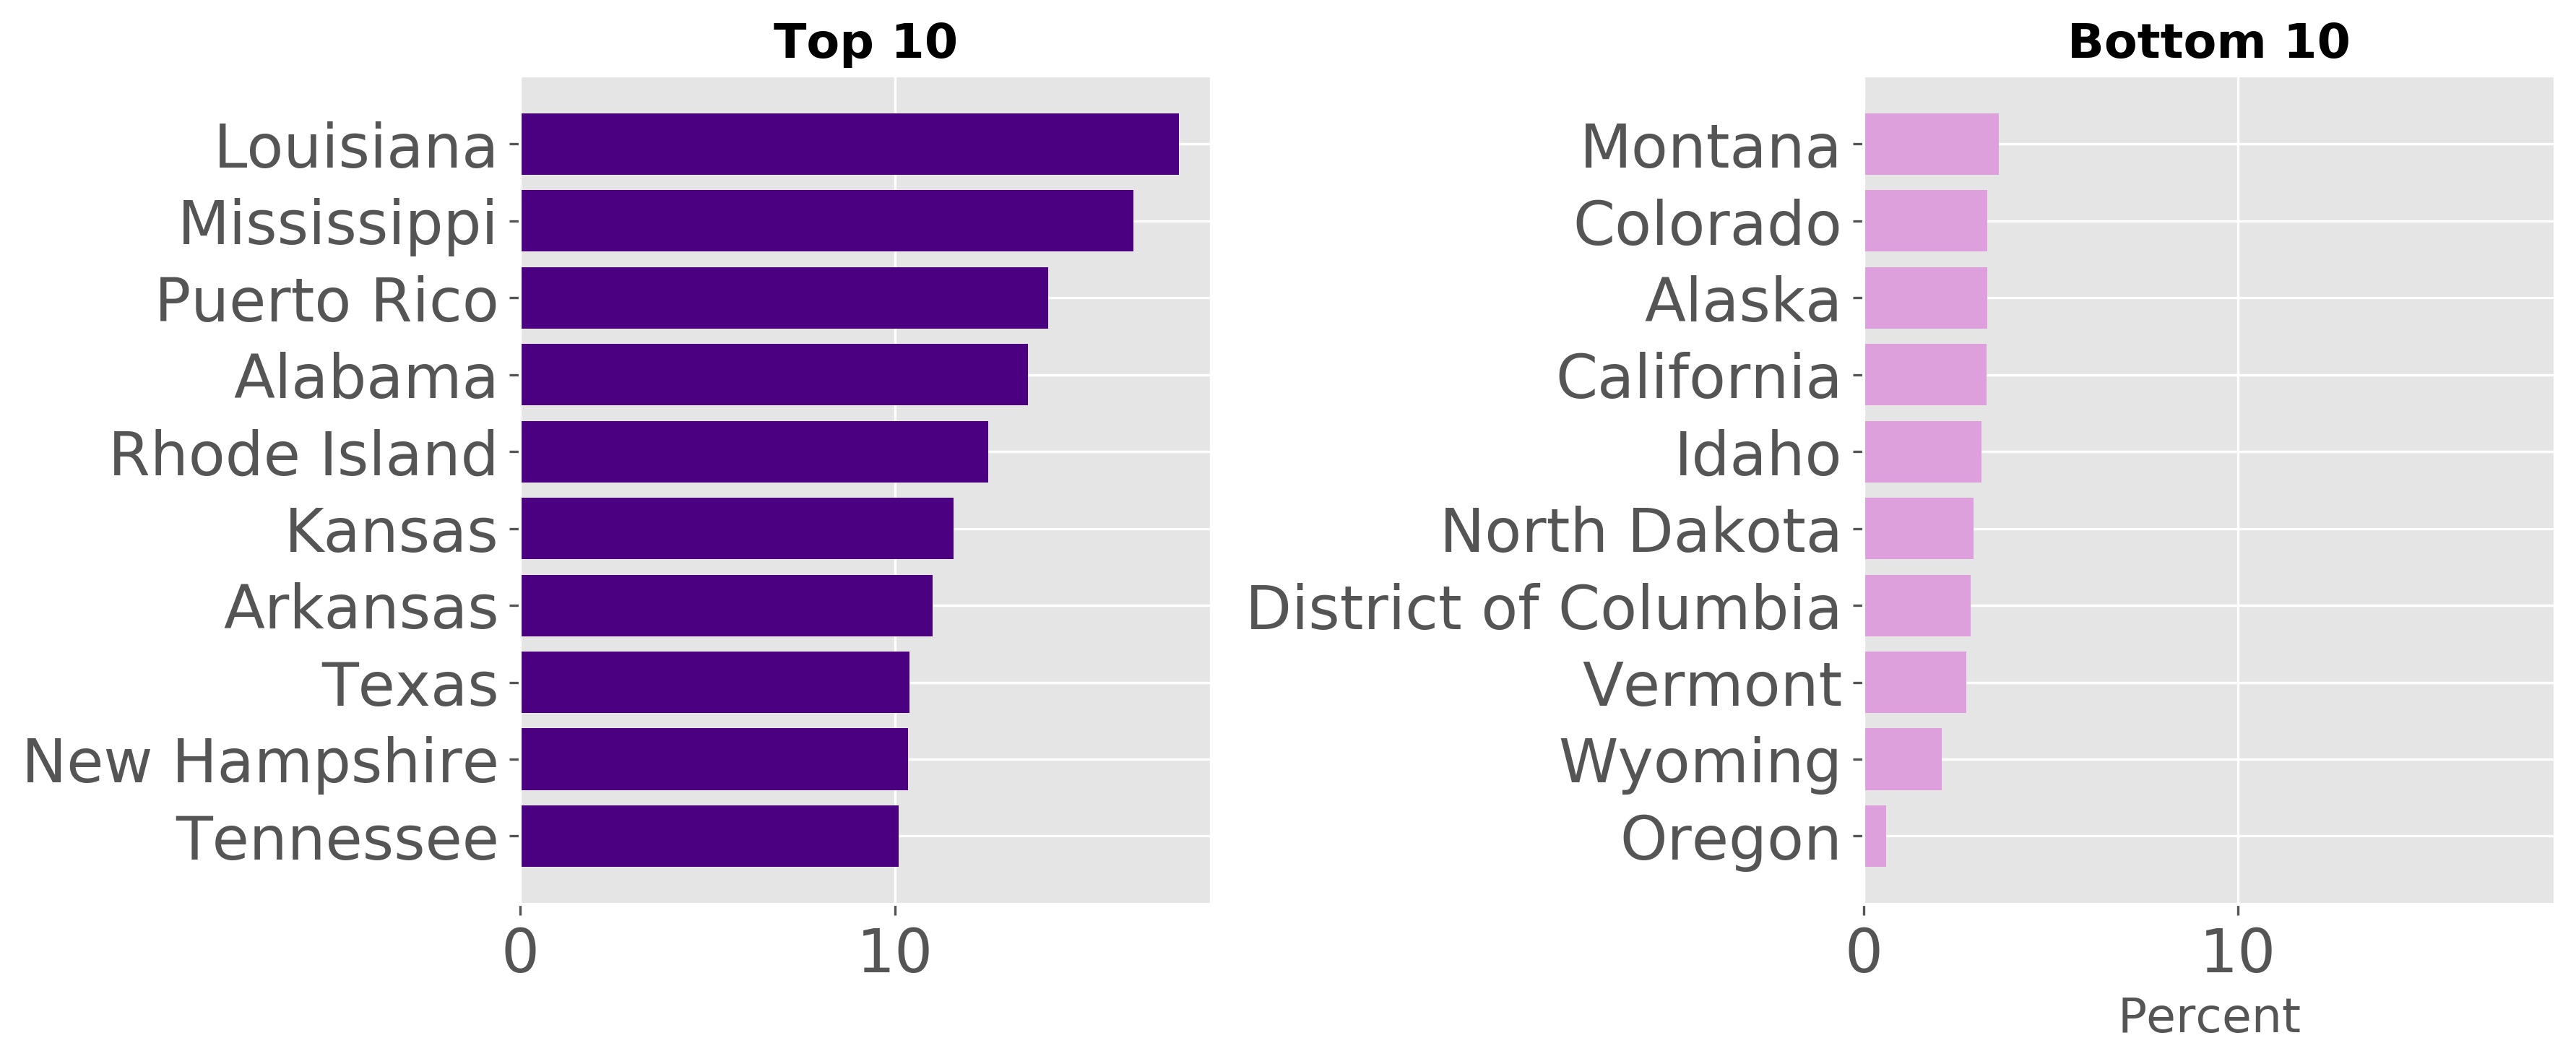 Top 10
Louisiana
Mississippi
Puerto Rico
Alabama
Rhode Island
Kansas
Arkansas
Texas
New Hampshire
Tennessee
0 10
Bottom 10
Montana
Colorado
Alaska
California
Idaho
North Dakota
District of Columbia
Vermont
Wyoming
Oregon
0 10
Percent